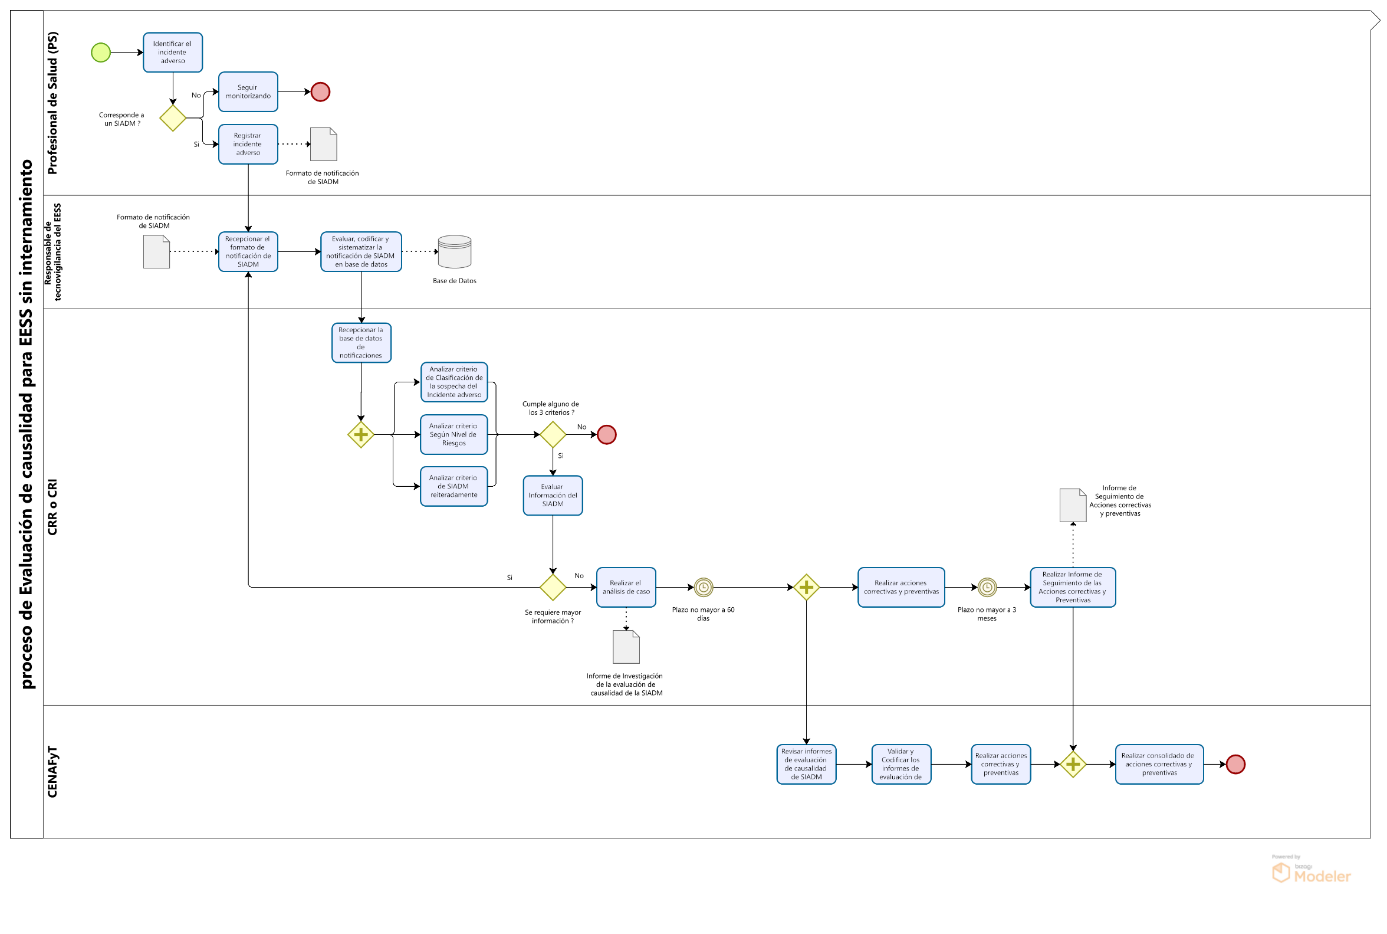 proceso de Evaluación de causalidad para EESS sin internamiento
Profesional de Salud (PS)
Identificar el
incidente
adverso
Corresponde a
un SIADM ?
No
Si
Seguir
monitorizando
Registrar
incidente
adverso
Formato de notificación
de SIADM
Responsable de
tecnovigilancia del EESS
Formato de notificación
de SIADM
Recepcionar el
formato de
notificación de
SIADM
Evaluar, codificar y
sistematizar la
notificación de SIADM
en base de datos
Base de Datos
CRR o CRI
Recepcionar la
base de datos
de
notificaciones
Analizar criterio
de Clasificación de
la sospecha del
Incidente adverso
Analizar criterio
Según Nivel de
Riesgos
Analizar criterio
de SIADM
reiteradamente
Cumple alguno de
los 3 criterios ?
No
Si
Evaluar
Información del
SIADM
Si
No
Se requiere mayor
información ?
Realizar el
análisis de caso
Informe de Investigación
de la evaluación de
causalidad de la SIADM
Plazo no mayor a 60
días
Realizar acciones
correctivas y preventivas
Plazo no mayor a 3
meses
Realizar Informe de
Seguimiento de las
Acciones correctivas y
Preventivas
Informe de
Seguimiento de
Acciones correctivas
y preventivas
CENAFyT
Revisar informes
de evaluación
de causalidad
de SIADM
Validar y
Codificar los
informes de
evaluación de
Realizar acciones
correctivas y
preventivas
Realizar consolidado de
acciones correctivas y
preventivas
Powered by
bizagi
Modeler